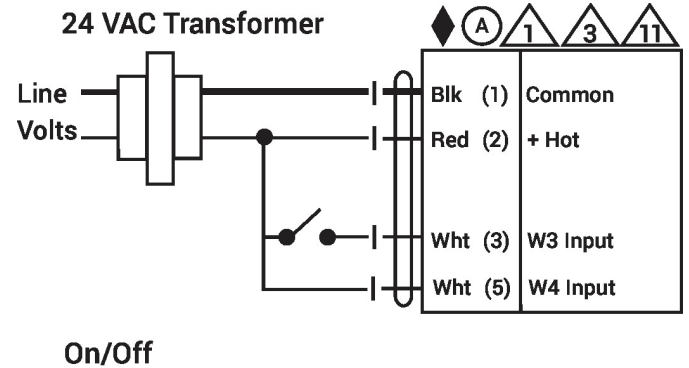 24 VAC Transformer
A 1 3 11
Line
Volts
Blk (1) Common
Red (2) + Hot
Wht (3) W3 Input
Wht (5) W4 Input
On/Off